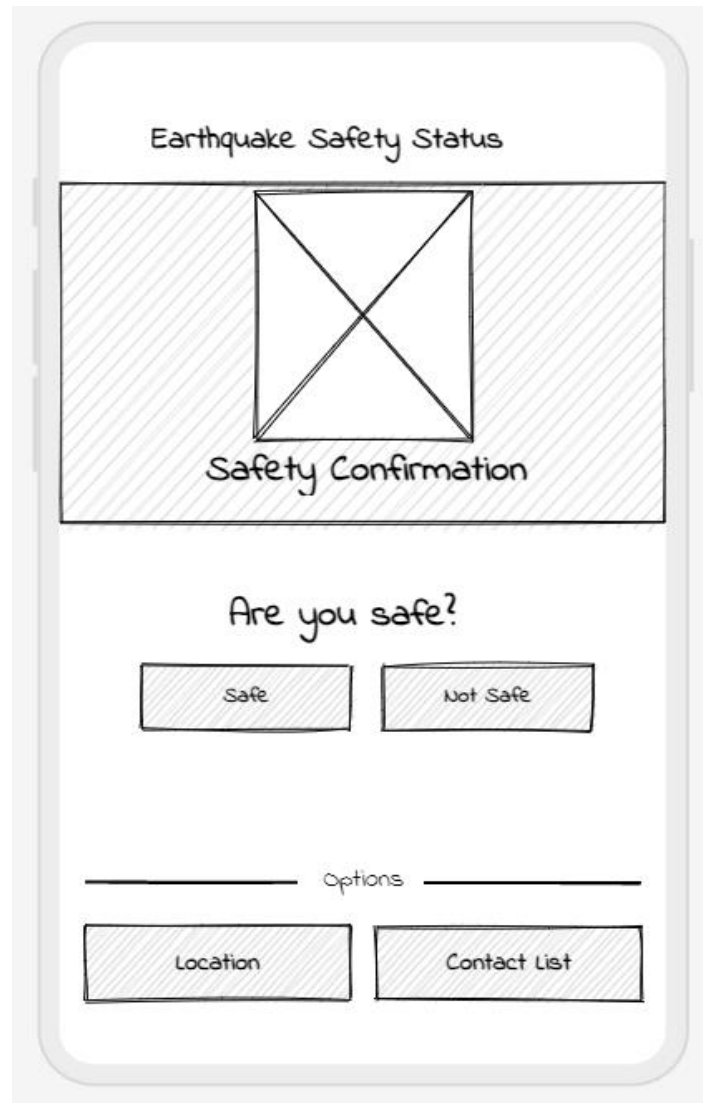 Earthquake Safety Status
Safety Confirmation
Are you safe?
Safe
Not Safe
Options
Location
Contact List